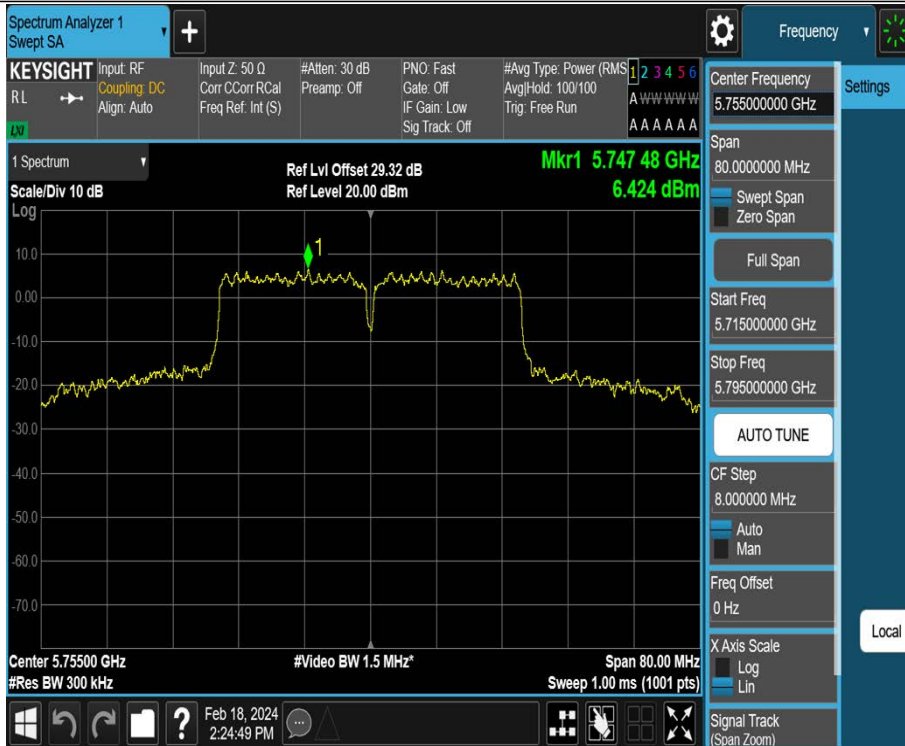 Spectrum Analyzer 1
Swept SA
+
Frequency
KEYSIGHT
R L
LXI
Input: RF
Coupling: DC
Align: Auto
Input Z: 50 Ω
Corr CCorr RCal
Freq Ref: Int (S)
#Atten: 30 dB
Preamp: Off
PNO: Fast
Gate: Off
IF Gain: Low
Sig Track: Off
#Avg Type: Power (RMS
Avg|Hold: 100/100
Trig: Free Run
1 2 3 4 5 6
A W W W W W
A A A A A A
Center Frequency
5.755000000 GHz
Settings
Span
80.0000000 MHz
Swept Span
Zero Span
Full Span
Start Freq
5.715000000 GHz
Stop Freq
5.795000000 GHz
AUTO TUNE
CF Step
8.000000 MHz
Auto
Man
Freq Offset
0 Hz
X Axis Scale
Log
Lin
Local
Signal Track
(Span Zoom)
1 Spectrum
Scale/Div 10 dB
Log
Ref Lvl Offset 29.32 dB
Ref Level 20.00 dBm
Mkr1 5.747 48 GHz
6.424 dBm
1
10.0
0.00
-10.0
-20.0
-30.0
-40.0
-50.0
-60.0
-70.0
Center 5.75500 GHz
#Res BW 300 kHz
#Video BW 1.5 MHz*
Span 80.00 MHz
Sweep 1.00 ms (1001 pts)
?
Feb 18, 2024
2:24:49 PM